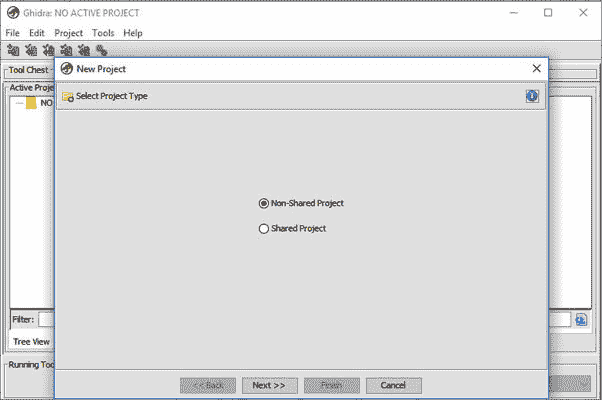 Ghidra: NO ACTIVE PROJECT
File Edit Project Tools Help
Tool Chest
New Project
Active Proje
Select Project Type
NO
Non-Shared Project
Shared Project
Filter:
Tree View
Running Too
<< Back Next >> Finish Cancel